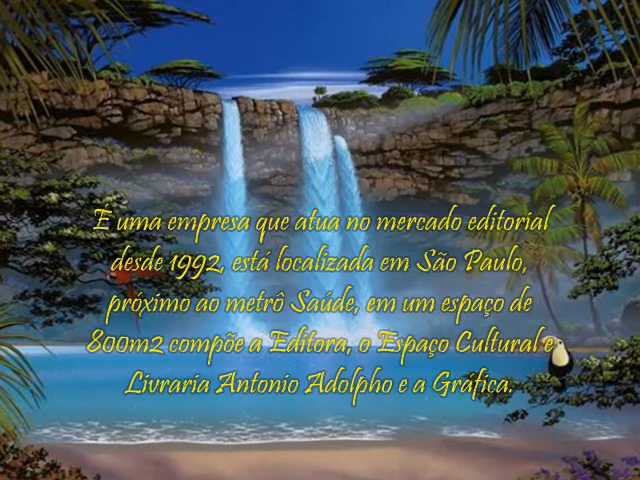 É uma empresa que atua no mercado editorial
desde 1992, está localizada em São Paulo,
próximo ao metrô Saúde, em um espaço de
800m2 compõe a Editora, o Espaço Cultural e
Livraria Antonio Adolpho e a Gráfica.